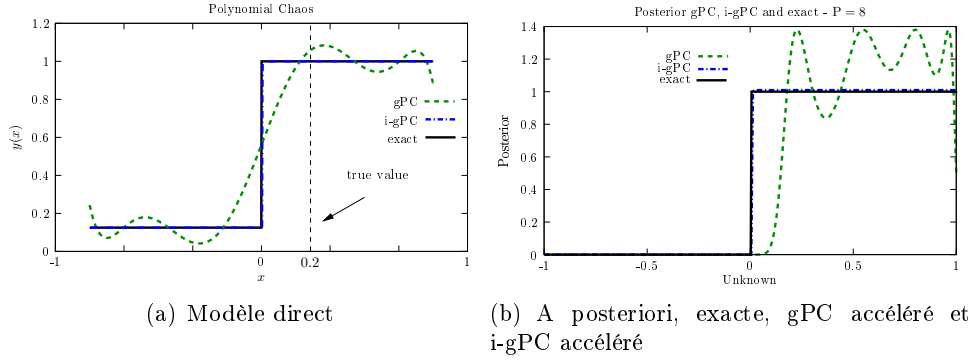 Polynomial Chaos
1.2
1
0.8
0.6
0.4
0.2
0
y(x)
gPC
i-gPC
exact
true value
-1
0
0.2
1
x
(a) Modèle direct
Posterior gPC, i-gPC and exact - P = 8
1.4
1.2
1
0.8
0.6
0.4
0.2
0
Posterior
gPC
i-gPC
exact
-1
-0.5
0
0.5
1
Unknown
(b) A posteriori, exacte, gPC accéléré et
i-gPC accéléré